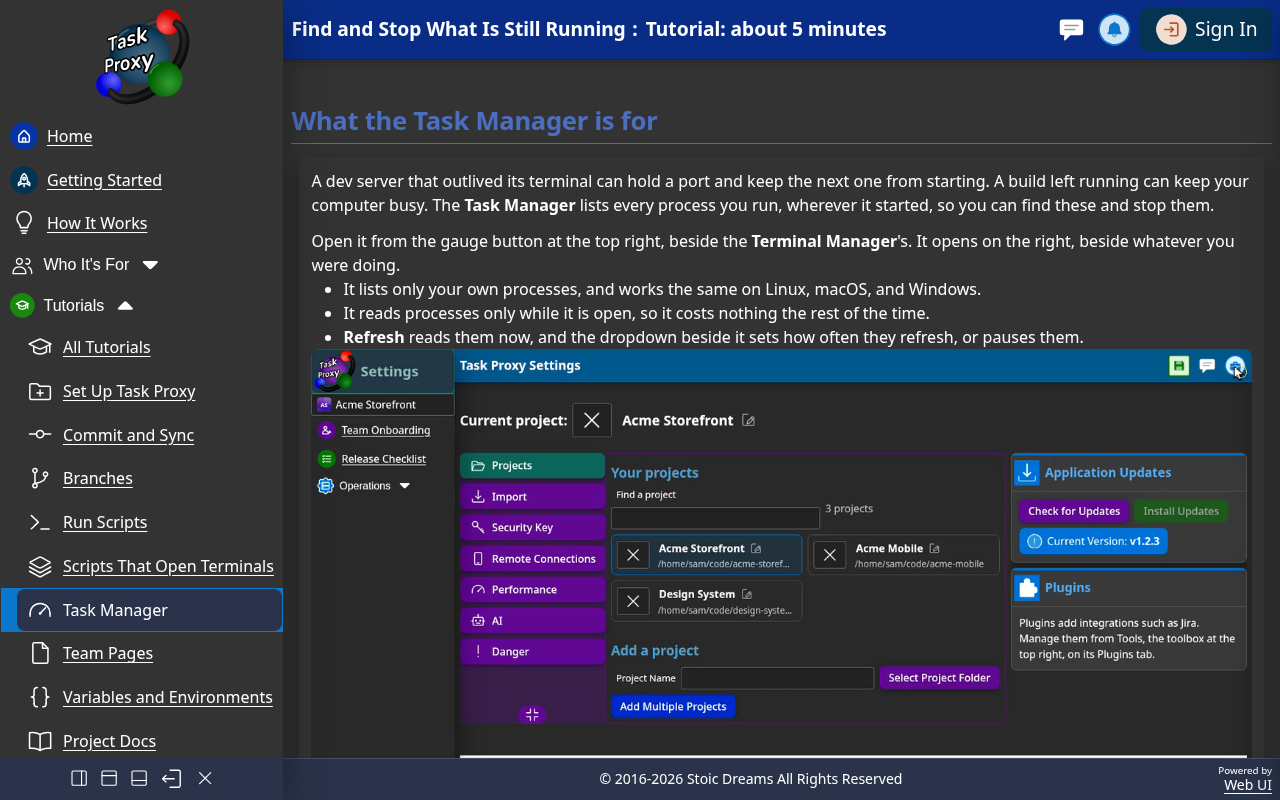 Task
Proxy
Home
Getting Started
How It Works
Who It's For
Tutorials
All Tutorials
Set Up Task Proxy
Commit and Sync
Branches
Run Scripts
Scripts That Open Terminals
Task Manager
Team Pages
Variables and Environments
Project Docs
Find and Stop What Is Still Running : Tutorial: about 5 minutes
Sign In
What the Task Manager is for
A dev server that outlived its terminal can hold a port and keep the next one from starting. A build left running can keep your
computer busy. The Task Manager lists every process you run, wherever it started, so you can find these and stop them.
Open it from the gauge button at the top right, beside the Terminal Manager's. It opens on the right, beside whatever you
were doing.
It lists only your own processes, and works the same on Linux, macOS, and Windows.
It reads processes only while it is open, so it costs nothing the rest of the time.
Refresh reads them now, and the dropdown beside it sets how often they refresh, or pauses them.
Task
Proxy
Settings
AS Acme Storefront
Team Onboarding
Release Checklist
Operations
Task Proxy Settings
Current project: Acme Storefront
Projects
Import
Security Key
Remote Connections
Performance
AI
Danger
Your projects
Find a project
3 projects
Acme Storefront
/home/sam/code/acme-storef...
Acme Mobile
/home/sam/code/acme-mobile
Design System
/home/sam/code/design-syste...
Add a project
Project Name
Select Project Folder
Add Multiple Projects
Application Updates
Check for Updates
Install Updates
Current Version: v1.2.3
Plugins
Plugins add integrations such as Jira.
Manage them from Tools, the toolbox at the
top right, on its Plugins tab.
© 2016-2026 Stoic Dreams All Rights Reserved
Powered by
Web UI